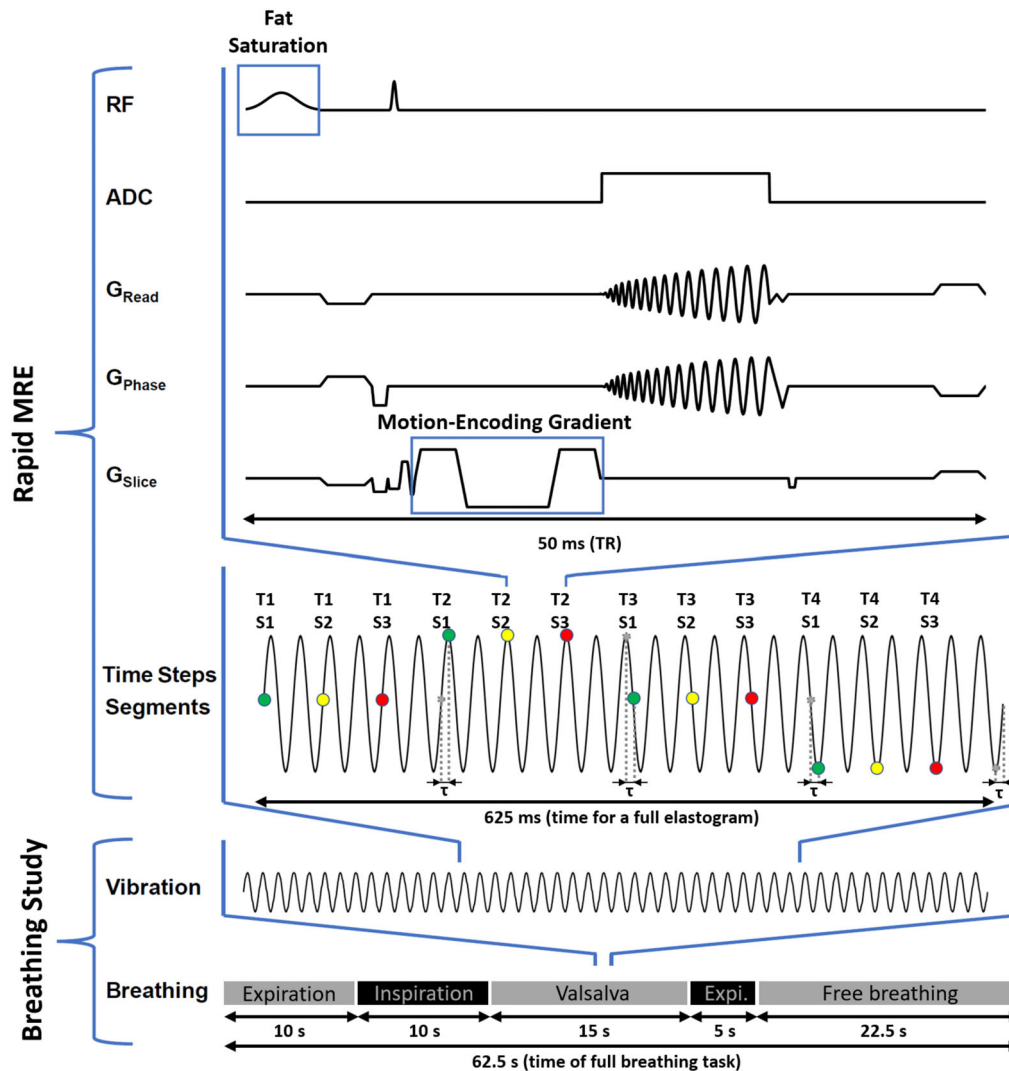 Fat
Saturation
RF
ADC
GRead
GPhase
Motion-Encoding Gradient
GSlice
50 ms (TR)
Rapid MRE
T1 T1 T1 T2 T2 T2 T3 T3 T3 T4 T4 T4
S1 S2 S3 S1 S2 S3 S1 S2 S3 S1 S2 S3
Time Steps
Segments
τ τ τ τ
625 ms (time for a full elastogram)
Breathing Study
Vibration
Breathing
Expiration Inspiration Valsalva Expi. Free breathing
10 s 10 s 15 s 5 s 22.5 s
62.5 s (time of full breathing task)